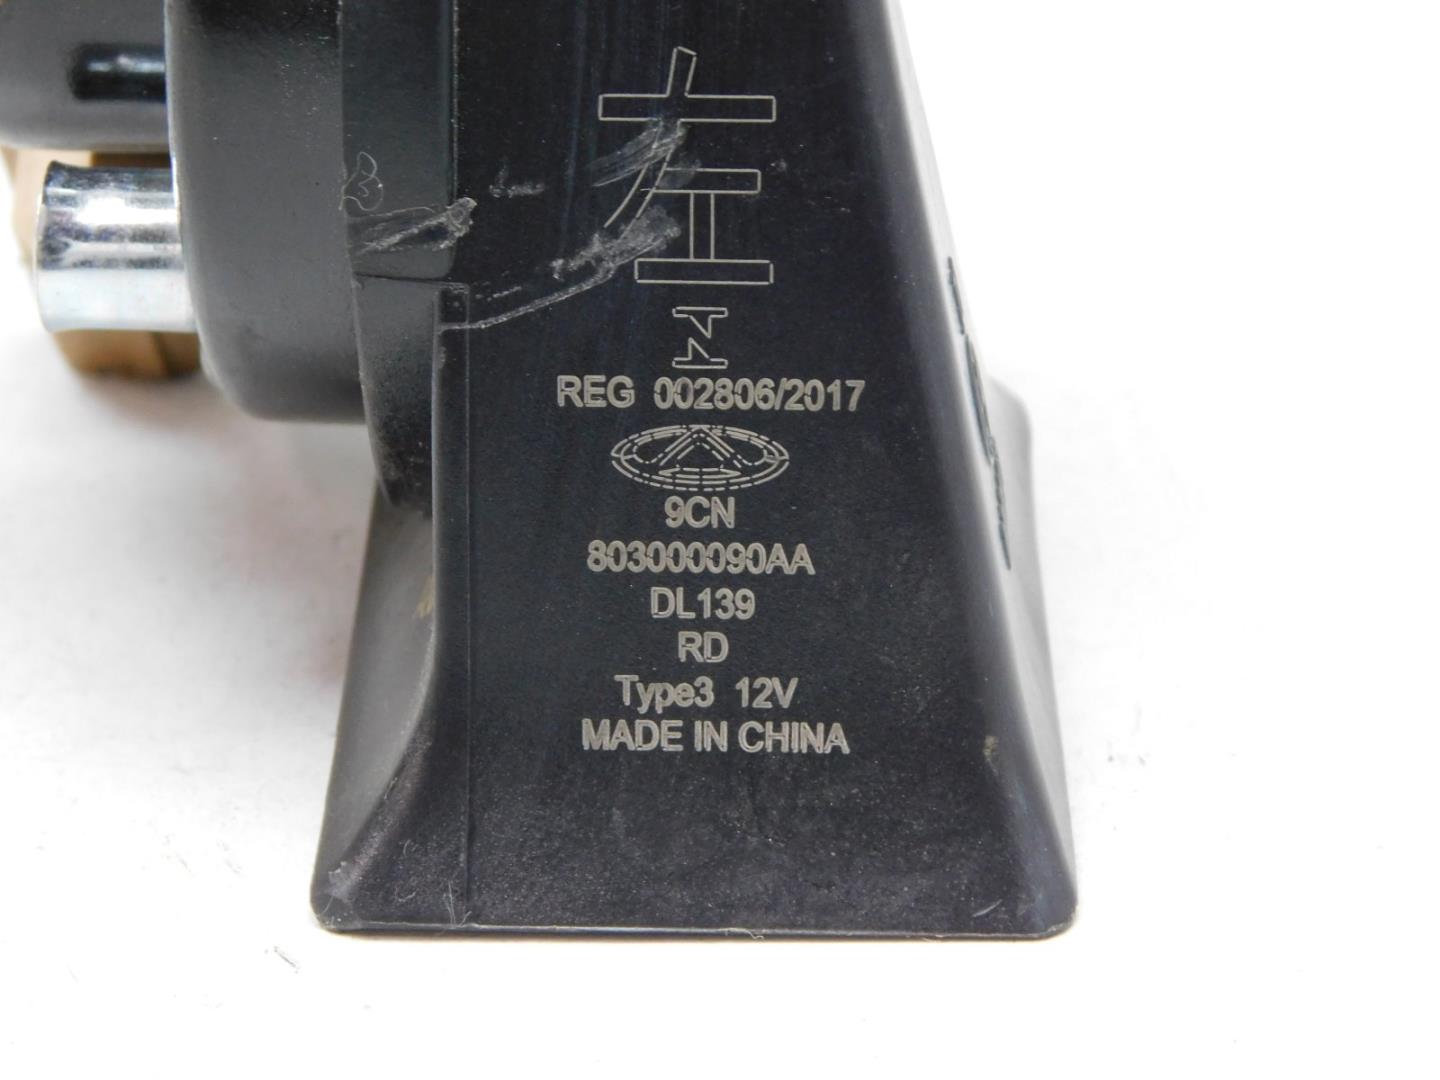 左
REG 002806/2017
9CN
803000090AA
DL139
RD
Type3 12V
MADE IN CHINA